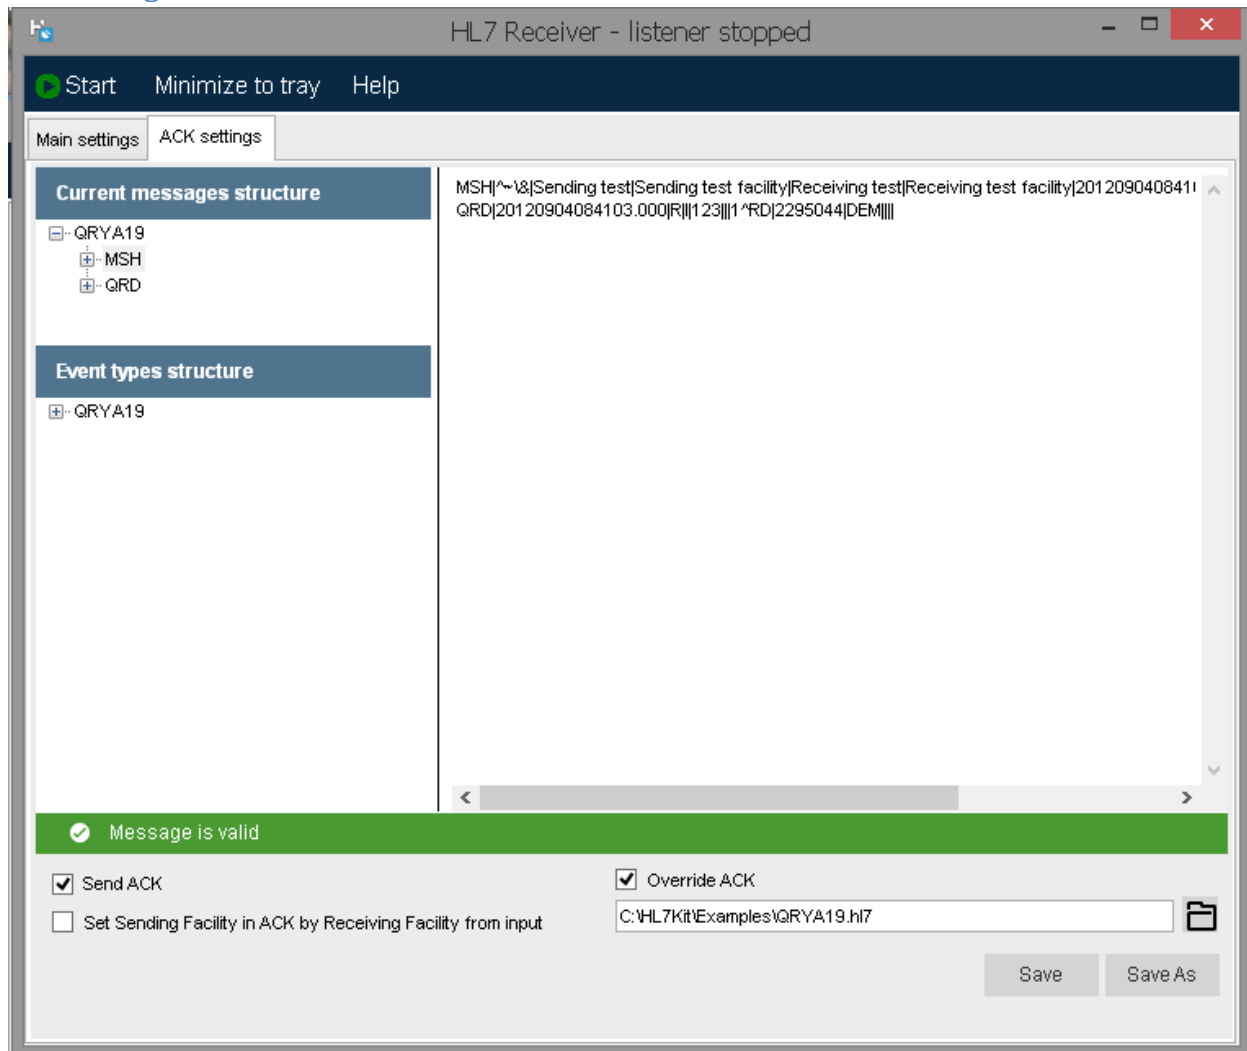 HL7 Receiver - listener stopped
Start Minimize to tray Help
Main settings ACK settings
Current messages structure
QRYA19
MSH
QRD
Event types structure
QRYA19
MSH|^~\&|Sending test|Sending test facility|Receiving test|Receiving test facility|2012090408410
QRD|20120904084103.000|R|||123|||1^RD|2295044|DEM||||
Message is valid
Send ACK
Set Sending Facility in ACK by Receiving Facility from input
Override ACK
C:\HL7Kit\Examples\QRYA19.hl7
Save Save As